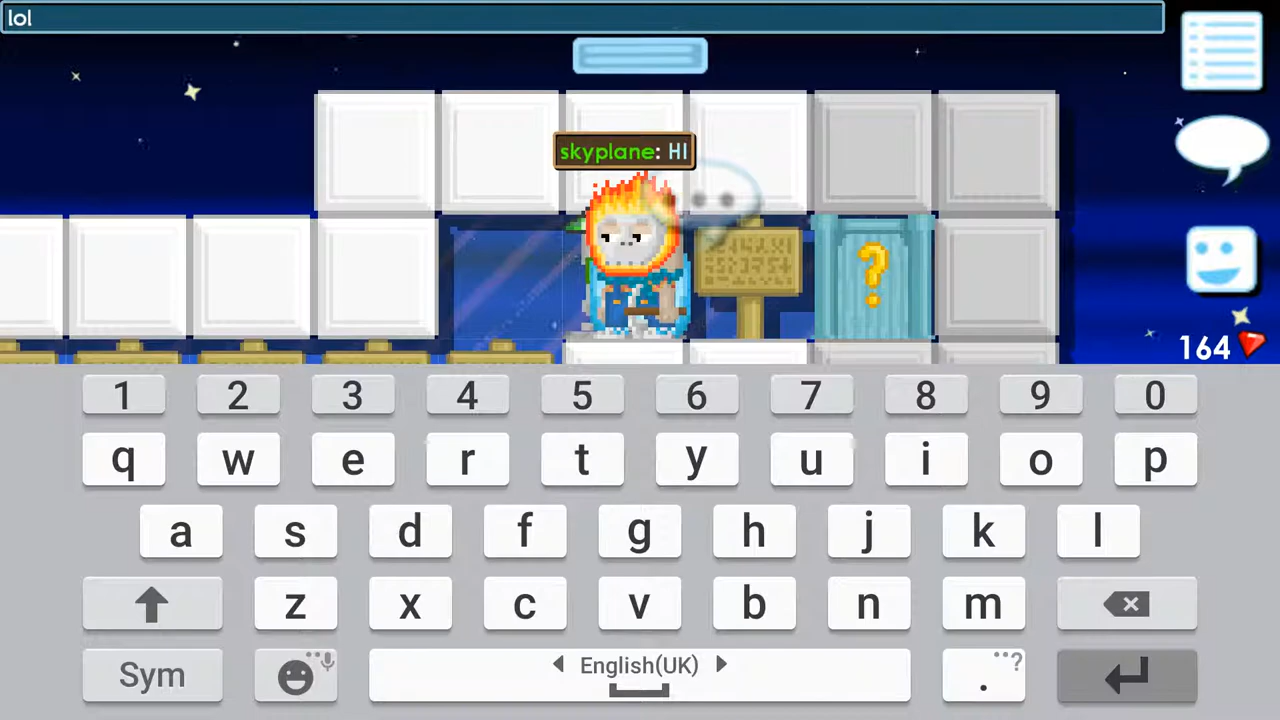 lol
skyplane: HI
?
164
1 2 3 4 5 6 7 8 9 0
q w e r t y u i o p
a s d f g h j k l
z x c v b n m
Sym English(UK) . ?